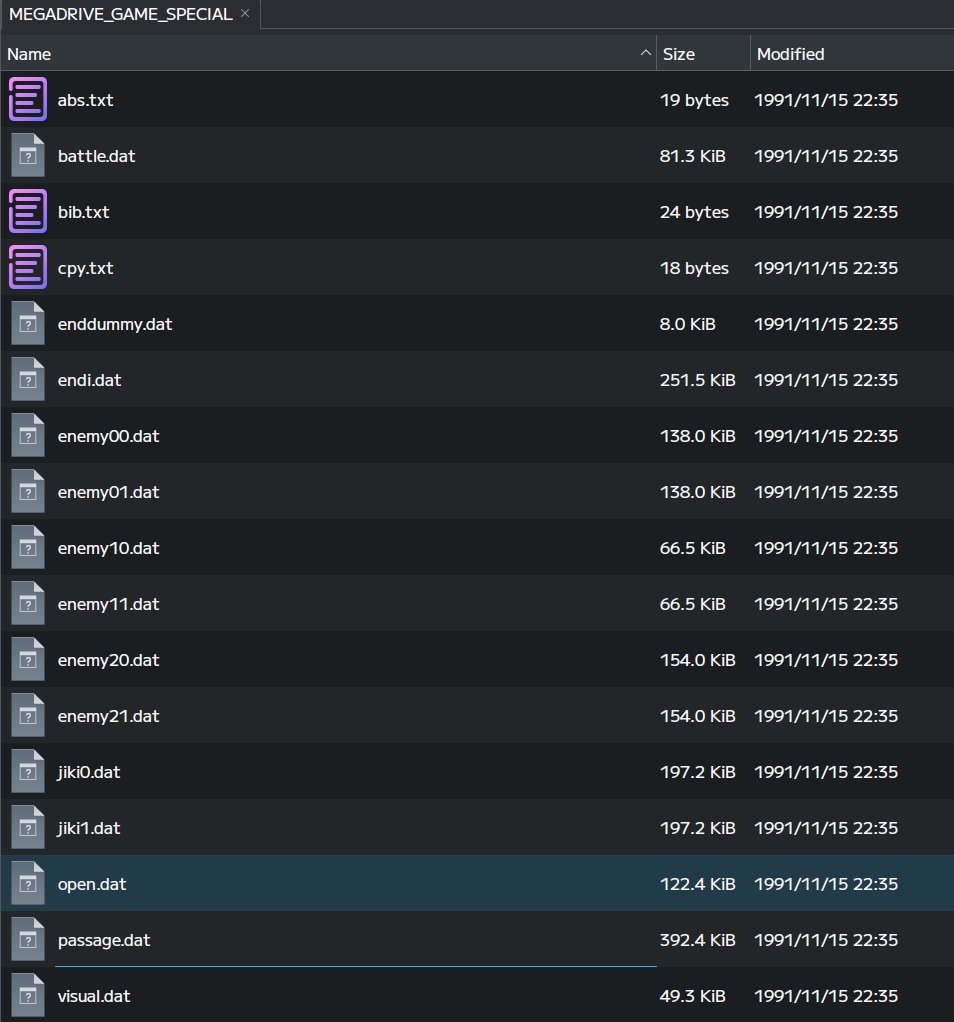 MEGADRIVE_GAME_SPECIAL ×
Name Size Modified
abs.txt 19 bytes 1991/11/15 22:35
battle.dat 81.3 KiB 1991/11/15 22:35
bib.txt 24 bytes 1991/11/15 22:35
cpy.txt 18 bytes 1991/11/15 22:35
enddummy.dat 8.0 KiB 1991/11/15 22:35
endi.dat 251.5 KiB 1991/11/15 22:35
enemy00.dat 138.0 KiB 1991/11/15 22:35
enemy01.dat 138.0 KiB 1991/11/15 22:35
enemy10.dat 66.5 KiB 1991/11/15 22:35
enemy11.dat 66.5 KiB 1991/11/15 22:35
enemy20.dat 154.0 KiB 1991/11/15 22:35
enemy21.dat 154.0 KiB 1991/11/15 22:35
jiki0.dat 197.2 KiB 1991/11/15 22:35
jiki1.dat 197.2 KiB 1991/11/15 22:35
open.dat 122.4 KiB 1991/11/15 22:35
passage.dat 392.4 KiB 1991/11/15 22:35
visual.dat 49.3 KiB 1991/11/15 22:35